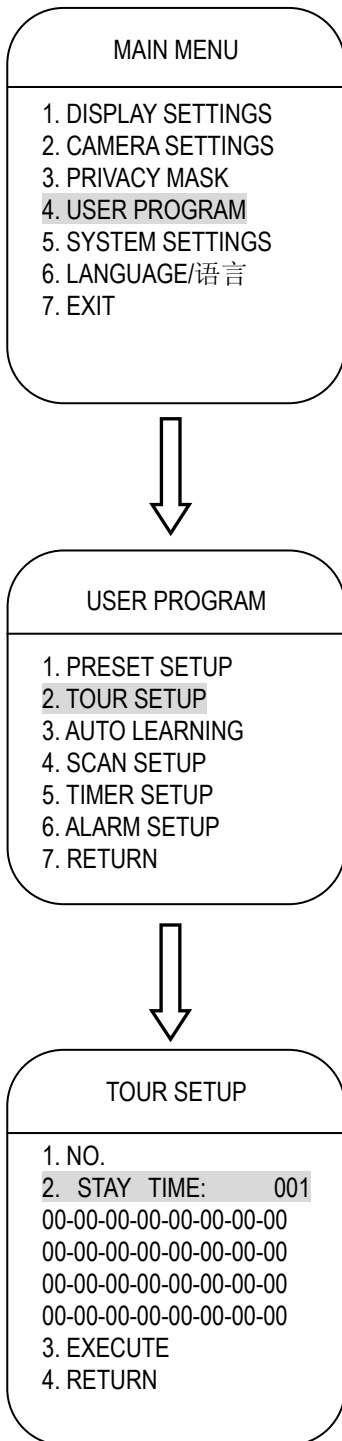 MAIN MENU
1. DISPLAY SETTINGS
2. CAMERA SETTINGS
3. PRIVACY MASK
4. USER PROGRAM
5. SYSTEM SETTINGS
6. LANGUAGE/语言
7. EXIT
USER PROGRAM
1. PRESET SETUP
2. TOUR SETUP
3. AUTO LEARNING
4. SCAN SETUP
5. TIMER SETUP
6. ALARM SETUP
7. RETURN
TOUR SETUP
1. NO.
2. STAY TIME: 001
00-00-00-00-00-00-00-00
00-00-00-00-00-00-00-00
00-00-00-00-00-00-00-00
00-00-00-00-00-00-00-00
3. EXECUTE
4. RETURN